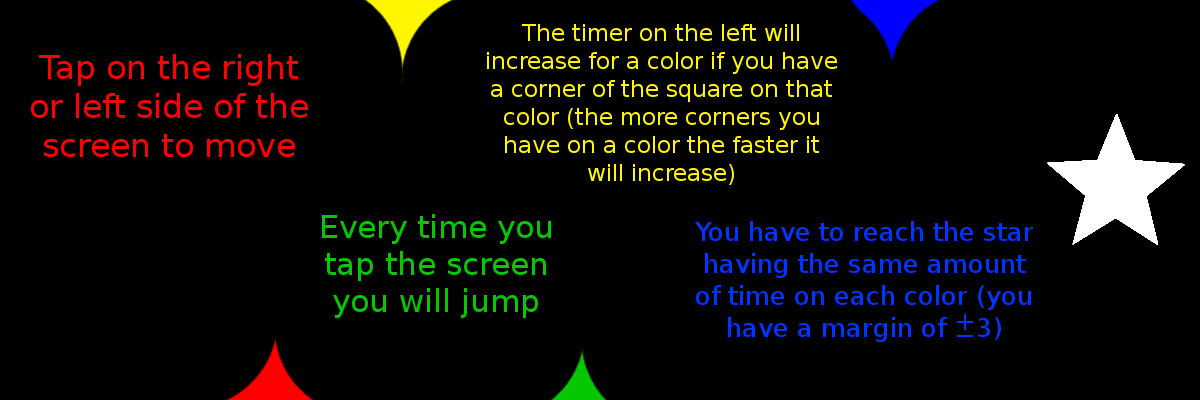 Tap on the right
or left side of the
screen to move
The timer on the left will
increase for a color if you have
a corner of the square on that
color (the more corners you
have on a color the faster it
will increase)
Every time you
tap the screen
you will jump
You have to reach the star
having the same amount
of time on each color (you
have a margin of ±3)